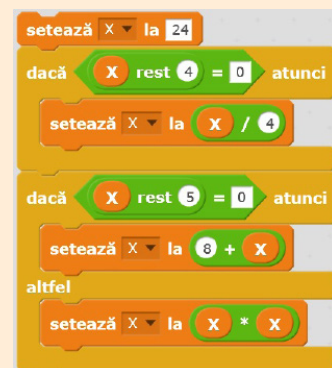 setează X la 24
dacă X rest 4 = 0 atunci
setează X la X / 4
dacă X rest 5 = 0 atunci
setează X la 8 + X
altfel
setează X la X * X